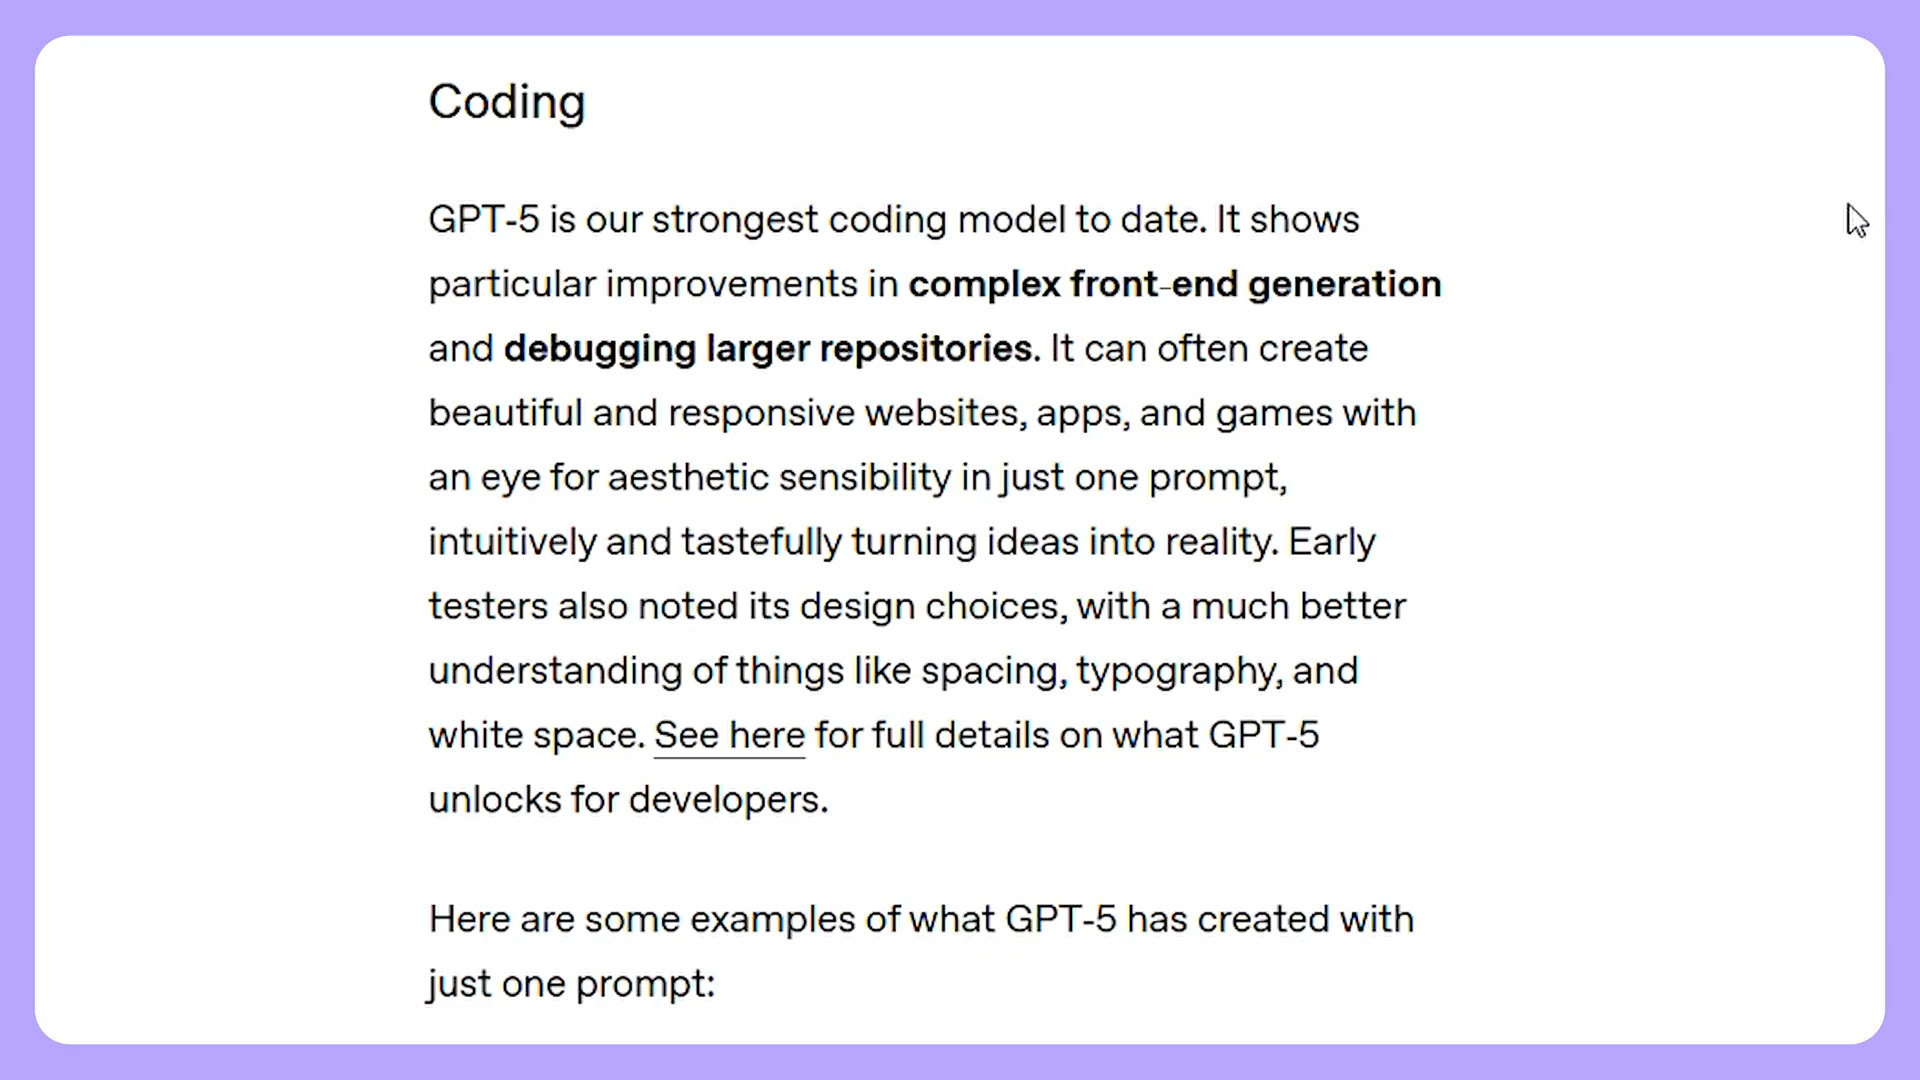 Coding
GPT-5 is our strongest coding model to date. It shows
particular improvements in complex front-end generation
and debugging larger repositories. It can often create
beautiful and responsive websites, apps, and games with
an eye for aesthetic sensibility in just one prompt,
intuitively and tastefully turning ideas into reality. Early
testers also noted its design choices, with a much better
understanding of things like spacing, typography, and
white space. See here for full details on what GPT-5
unlocks for developers.
Here are some examples of what GPT-5 has created with
just one prompt: